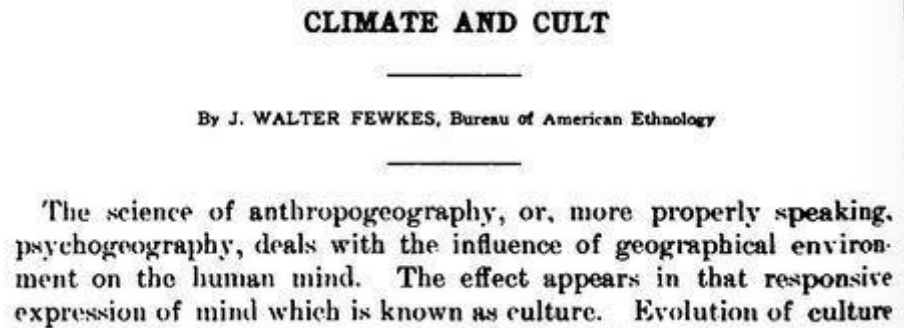 CLIMATE AND CULT
By J. WALTER FEWKES, Bureau of American Ethnology
The science of anthropogeography, or, more properly speaking,
psychogeography, deals with the influence of geographical environ-
ment on the human mind. The effect appears in that responsive
expression of mind which is known as culture. Evolution of culture